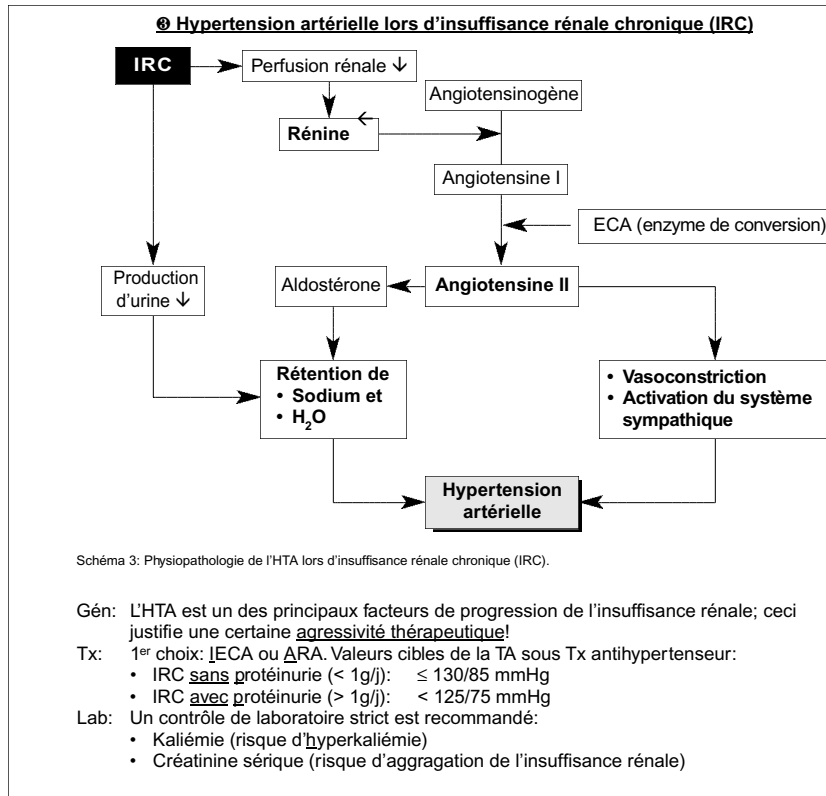 ❸ Hypertension artérielle lors d'insuffisance rénale chronique (IRC)
IRC
Perfusion rénale ↓
Angiotensinogène
Rénine ←
Angiotensine I
ECA (enzyme de conversion)
Production
d'urine ↓
Aldostérone
Angiotensine II
Rétention de
• Sodium et
• H₂O
• Vasoconstriction
• Activation du système
sympathique
Hypertension
artérielle
Schéma 3: Physiopathologie de l'HTA lors d'insuffisance rénale chronique (IRC).
Gén: L'HTA est un des principaux facteurs de progression de l'insuffisance rénale; ceci
justifie une certaine agressivité thérapeutique!
Tx: 1er choix: IECA ou ARA. Valeurs cibles de la TA sous Tx antihypertenseur:
• IRC sans protéinurie (< 1g/j): ≤ 130/85 mmHg
• IRC avec protéinurie (> 1g/j): < 125/75 mmHg
Lab: Un contrôle de laboratoire strict est recommandé:
• Kaliémie (risque d'hyperkaliémie)
• Créatinine sérique (risque d'aggragation de l'insuffisance rénale)